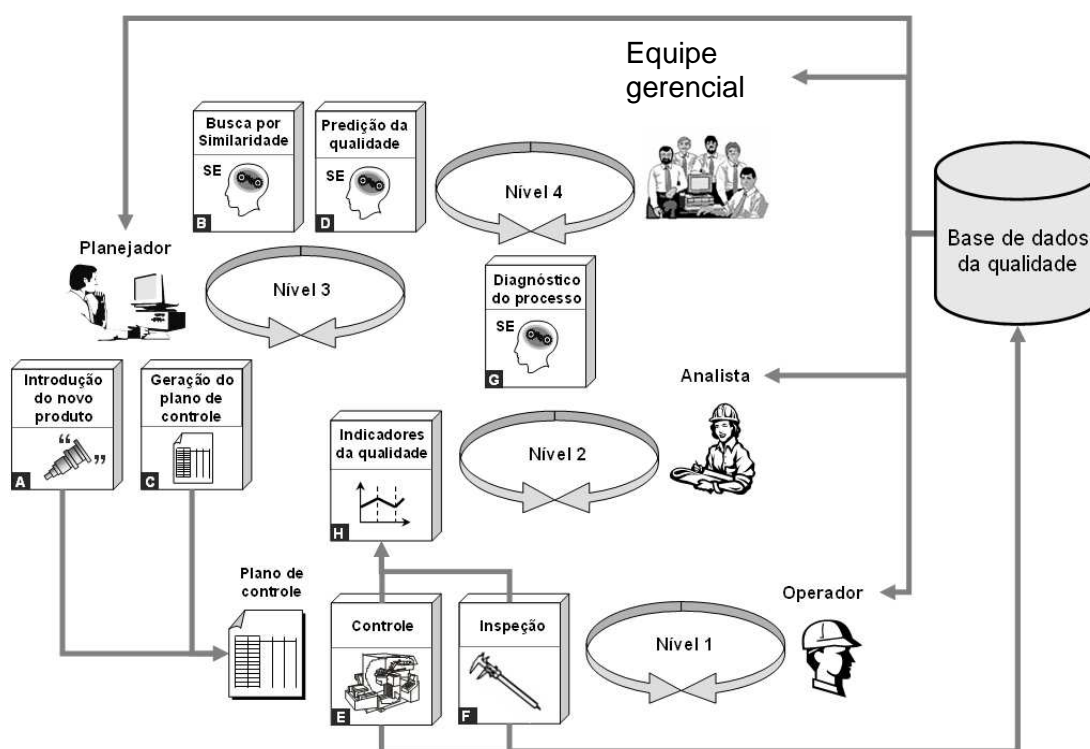 Equipe
gerencial
Busca por
Similaridade
SE
B
Predição da
qualidade
SE
D
Nível 4
Base de dados
da qualidade
Planejador
Nível 3
Diagnóstico
do processo
SE
G
Introdução
do novo
produto
“ ”
A
Geração do
plano de
controle
C
Analista
Indicadores
da qualidade
H
Nível 2
Plano de
controle
Controle
E
Inspeção
F
Nível 1
Operador